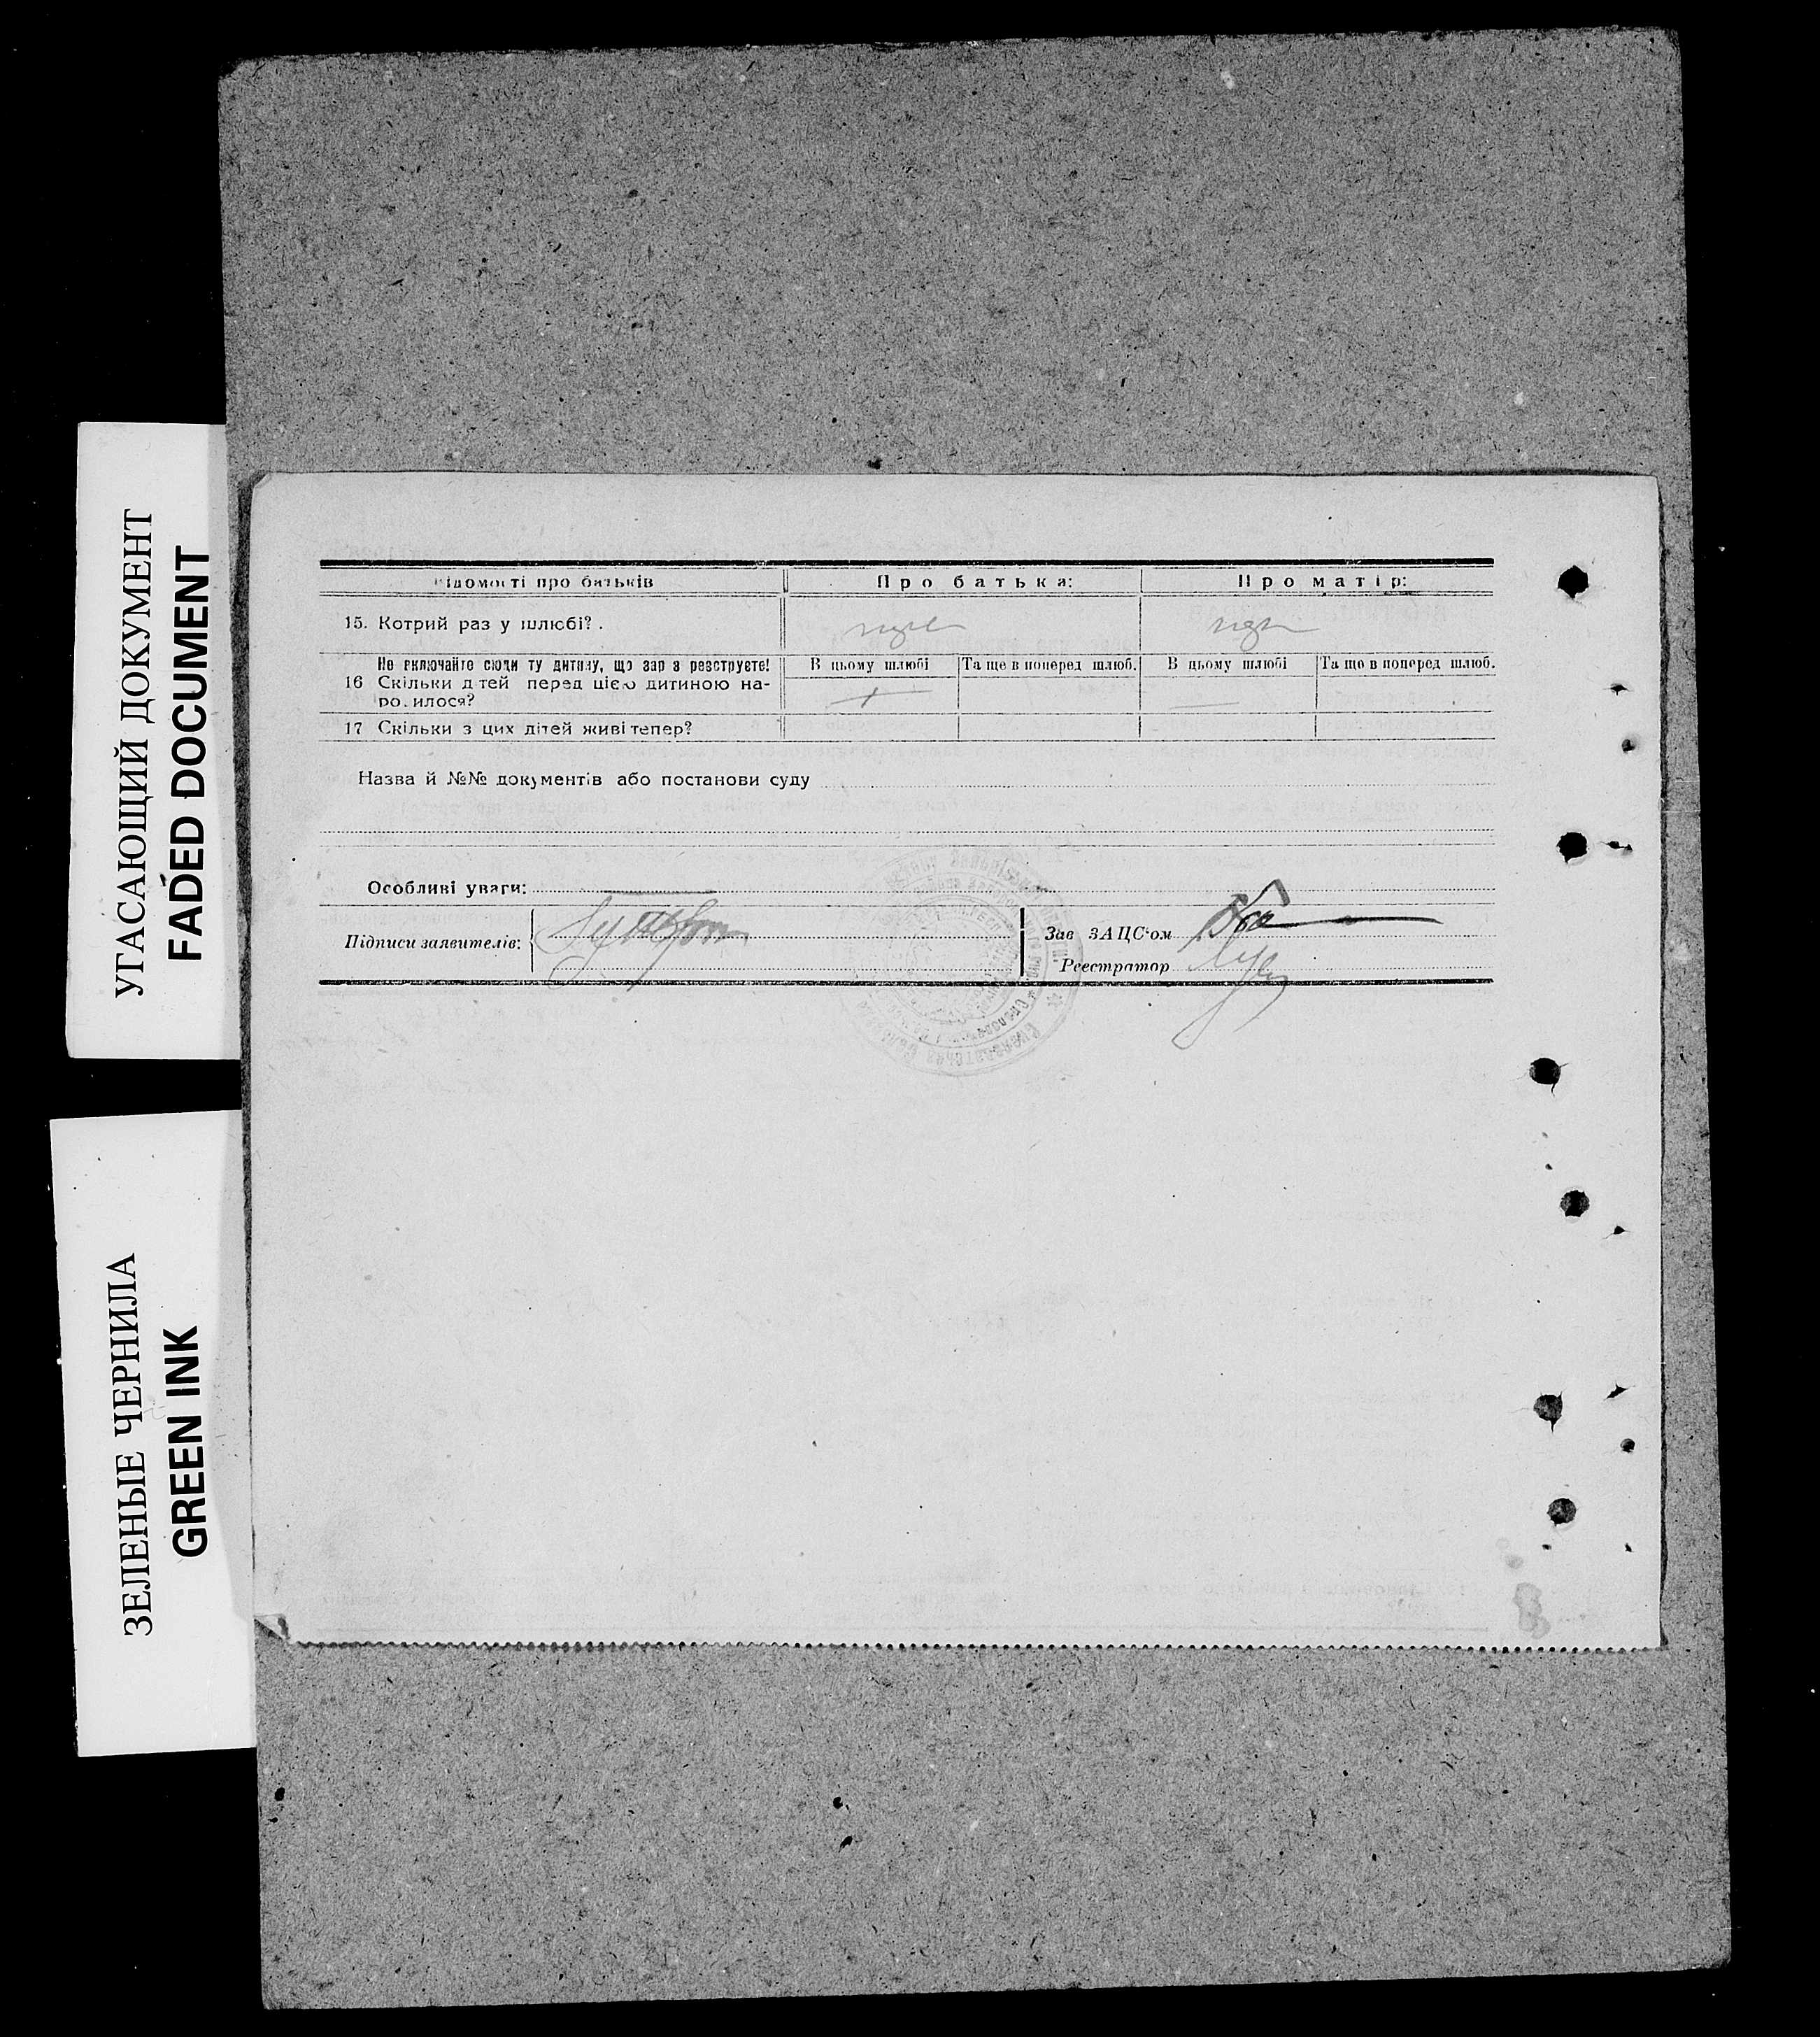 УГАСАЮЩИЙ ДОКУМЕНТ
FADED DOCUMENT
ЗЕЛЕНЫЕ ЧЕРНИЛА
GREEN INK
відомості про батьків
Про батька:
Про матір:
15. Котрий раз у шлюбі?
Не включайте сюди ту дитину, що зараз реєструєте!
В цьому шлюбі
Та ще в поперед шлюб.
В цьому шлюбі
Та що в поперед шлюб.
16 Скільки дітей перед цією дитиною на-
родилося?
17 Скільки з цих дітей живі тепер?
Назва й №№ документів або постанови суду
Особливі уваги:
Підписи заявителів:
Зав ЗАЦС'ом
Реєстратор